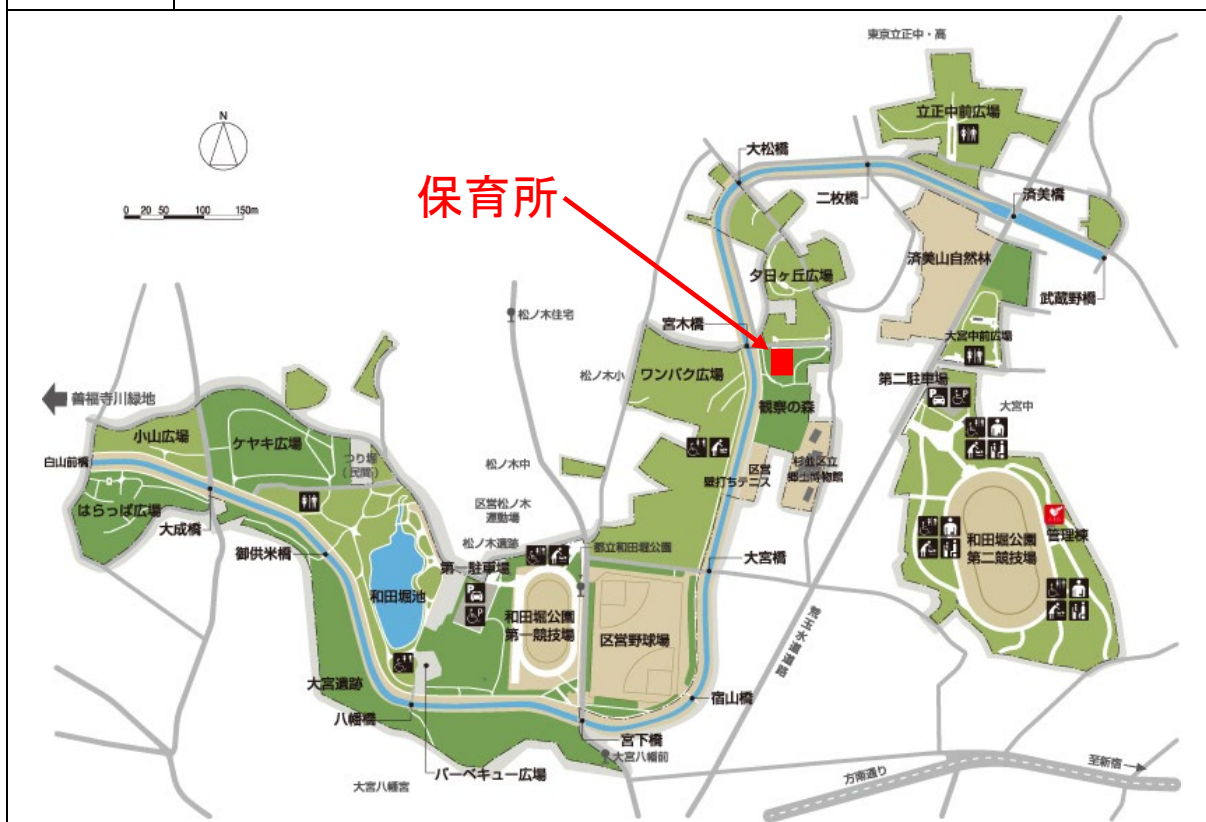 東京立正中・高
立正中前広場
N
大松橋
保育所
二枚橋
済美橋
0 20 50 100 150m
済美山自然林
夕日ヶ丘広場
武蔵野橋
松ノ木住宅
宮木橋
大宮中前広場
松ノ木小
ワンパク広場
第二駐車場
善福寺川緑地
観察の森
大宮中
小山広場
ケヤキ広場
つり堀
(民間)
白山前橋
松ノ木中
区営
壁打ちテニス
杉並区立
郷土博物館
はらっぱ広場
大成橋
区営松ノ木
運動場
管理棟
和田堀公園
第二競技場
御供米橋
松ノ木遺跡
都立和田堀公園
大宮橋
第一駐車場
和田堀池
和田堀公園
第一競技場
区営野球場
荒玉水道道路
大宮遺跡
宿山橋
八幡橋
宮下橋
大宮八幡前
バーベキュー広場
大宮八幡宮
方南通り
至新宿